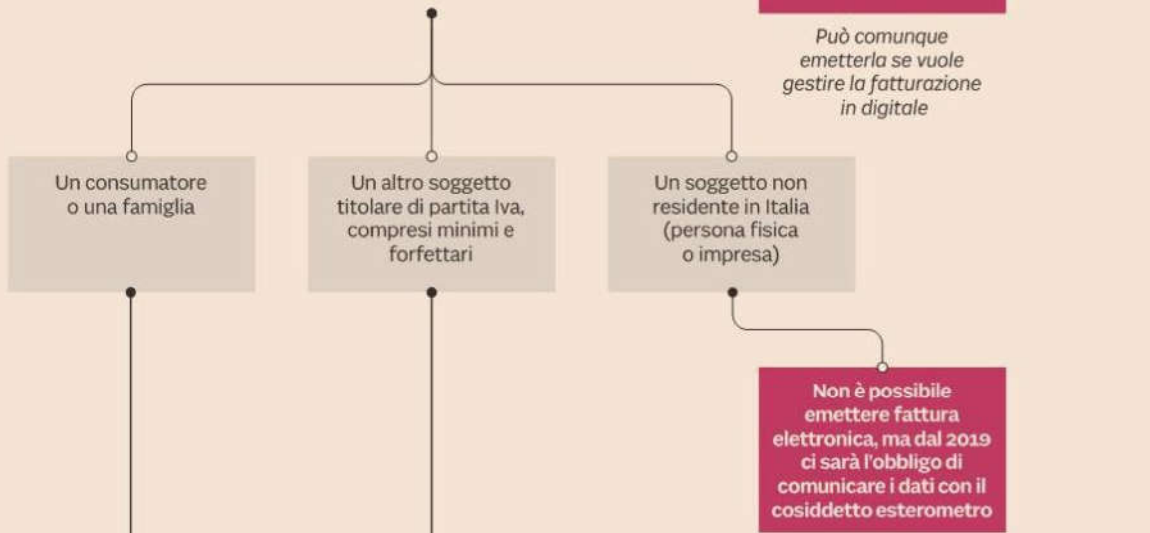 Può comunque
emetterla se vuole
gestire la fatturazione
in digitale
Un consumatore
o una famiglia
Un altro soggetto
titolare di partita Iva,
compresi minimi e
forfettari
Un soggetto non
residente in Italia
(persona fisica
o impresa)
Non è possibile
emettere fattura
elettronica, ma dal 2019
ci sarà l'obbligo di
comunicare i dati con il
cosiddetto esterometro